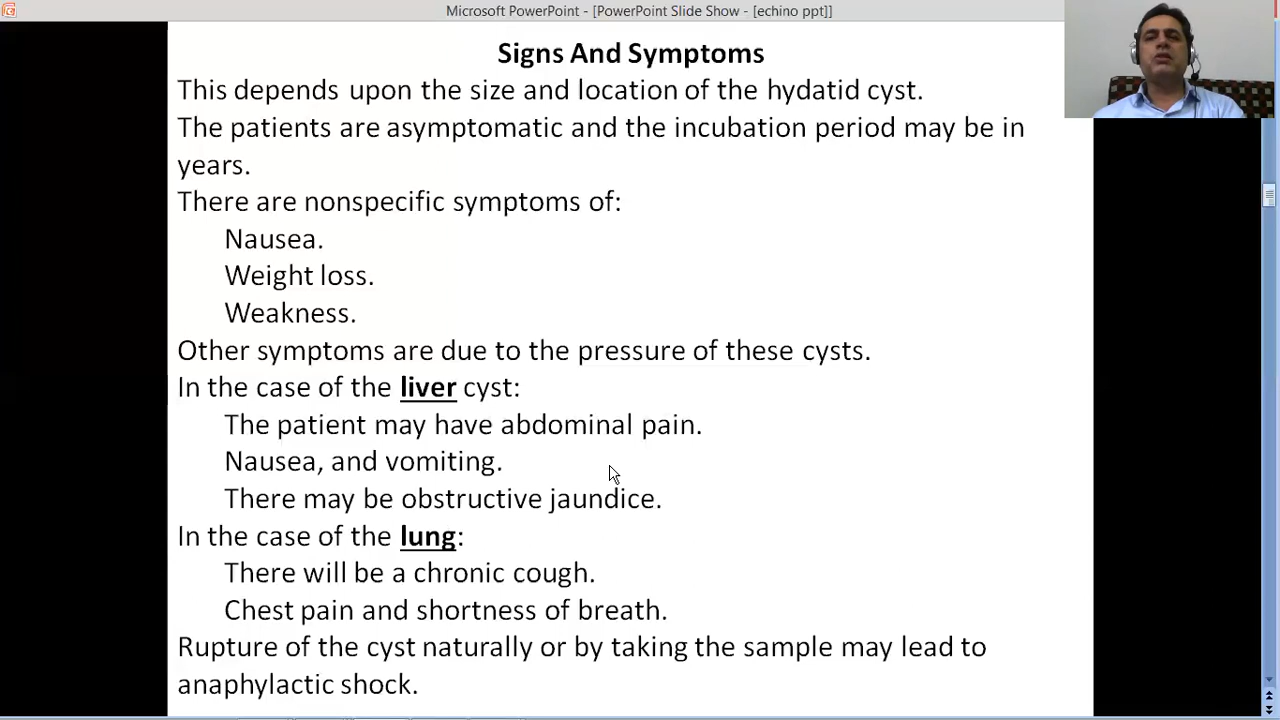 Microsoft PowerPoint - [PowerPoint Slide Show - [echino ppt]]
Signs And Symptoms
This depends upon the size and location of the hydatid cyst.
The patients are asymptomatic and the incubation period may be in
years.
There are nonspecific symptoms of:
Nausea.
Weight loss.
Weakness.
Other symptoms are due to the pressure of these cysts.
In the case of the liver cyst:
The patient may have abdominal pain.
Nausea, and vomiting.
There may be obstructive jaundice.
In the case of the lung:
There will be a chronic cough.
Chest pain and shortness of breath.
Rupture of the cyst naturally or by taking the sample may lead to
anaphylactic shock.